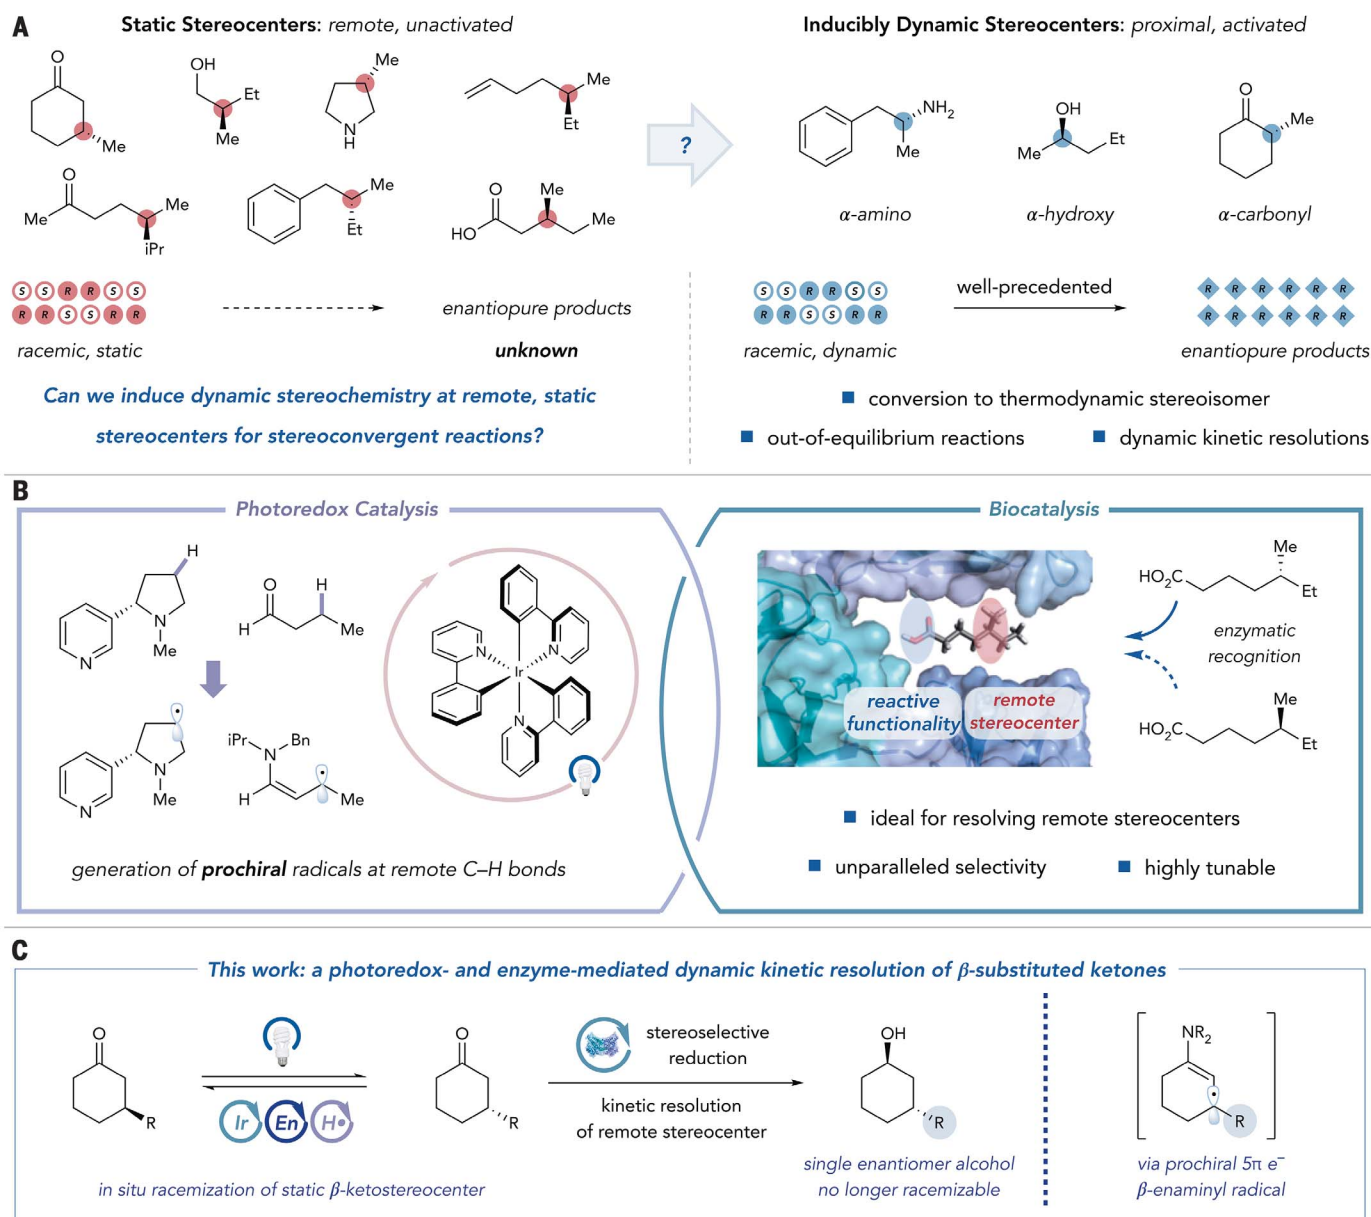 A
Static Stereocenters: remote, unactivated
Inducibly Dynamic Stereocenters: proximal, activated
O
Me
OH
Et
Me
Me
NH
Me
Et
O
Me
Me
iPr
Me
Et
O
HO
Me
Me
?
NH₂
Me
OH
Me
Et
O
Me
α-amino
α-hydroxy
α-carbonyl
S S R R S S
R R S S R R
racemic, static
enantiopure products
unknown
S S R R S S
R R S S R R
racemic, dynamic
well-precedented
R R R R R R
R R R R R R
enantiopure products
Can we induce dynamic stereochemistry at remote, static
stereocenters for stereoconvergent reactions?
conversion to thermodynamic stereoisomer
out-of-equilibrium reactions
dynamic kinetic resolutions
B
Photoredox Catalysis
H
N
Me
N
O
H
H
Me
N
Me
N
iPr
Bn
N
H
Me
N
N
Ir
N
generation of prochiral radicals at remote C–H bonds
Biocatalysis
reactive
functionality
remote
stereocenter
Me
HO₂C
Et
enzymatic
recognition
Me
HO₂C
Et
ideal for resolving remote stereocenters
unparalleled selectivity
highly tunable
C
This work: a photoredox- and enzyme-mediated dynamic kinetic resolution of β-substituted ketones
O
R
Ir
En
H•
O
R
stereoselective
reduction
kinetic resolution
of remote stereocenter
OH
R
NR₂
R
in situ racemization of static β-ketostereocenter
single enantiomer alcohol
no longer racemizable
via prochiral 5π e⁻
β-enaminyl radical